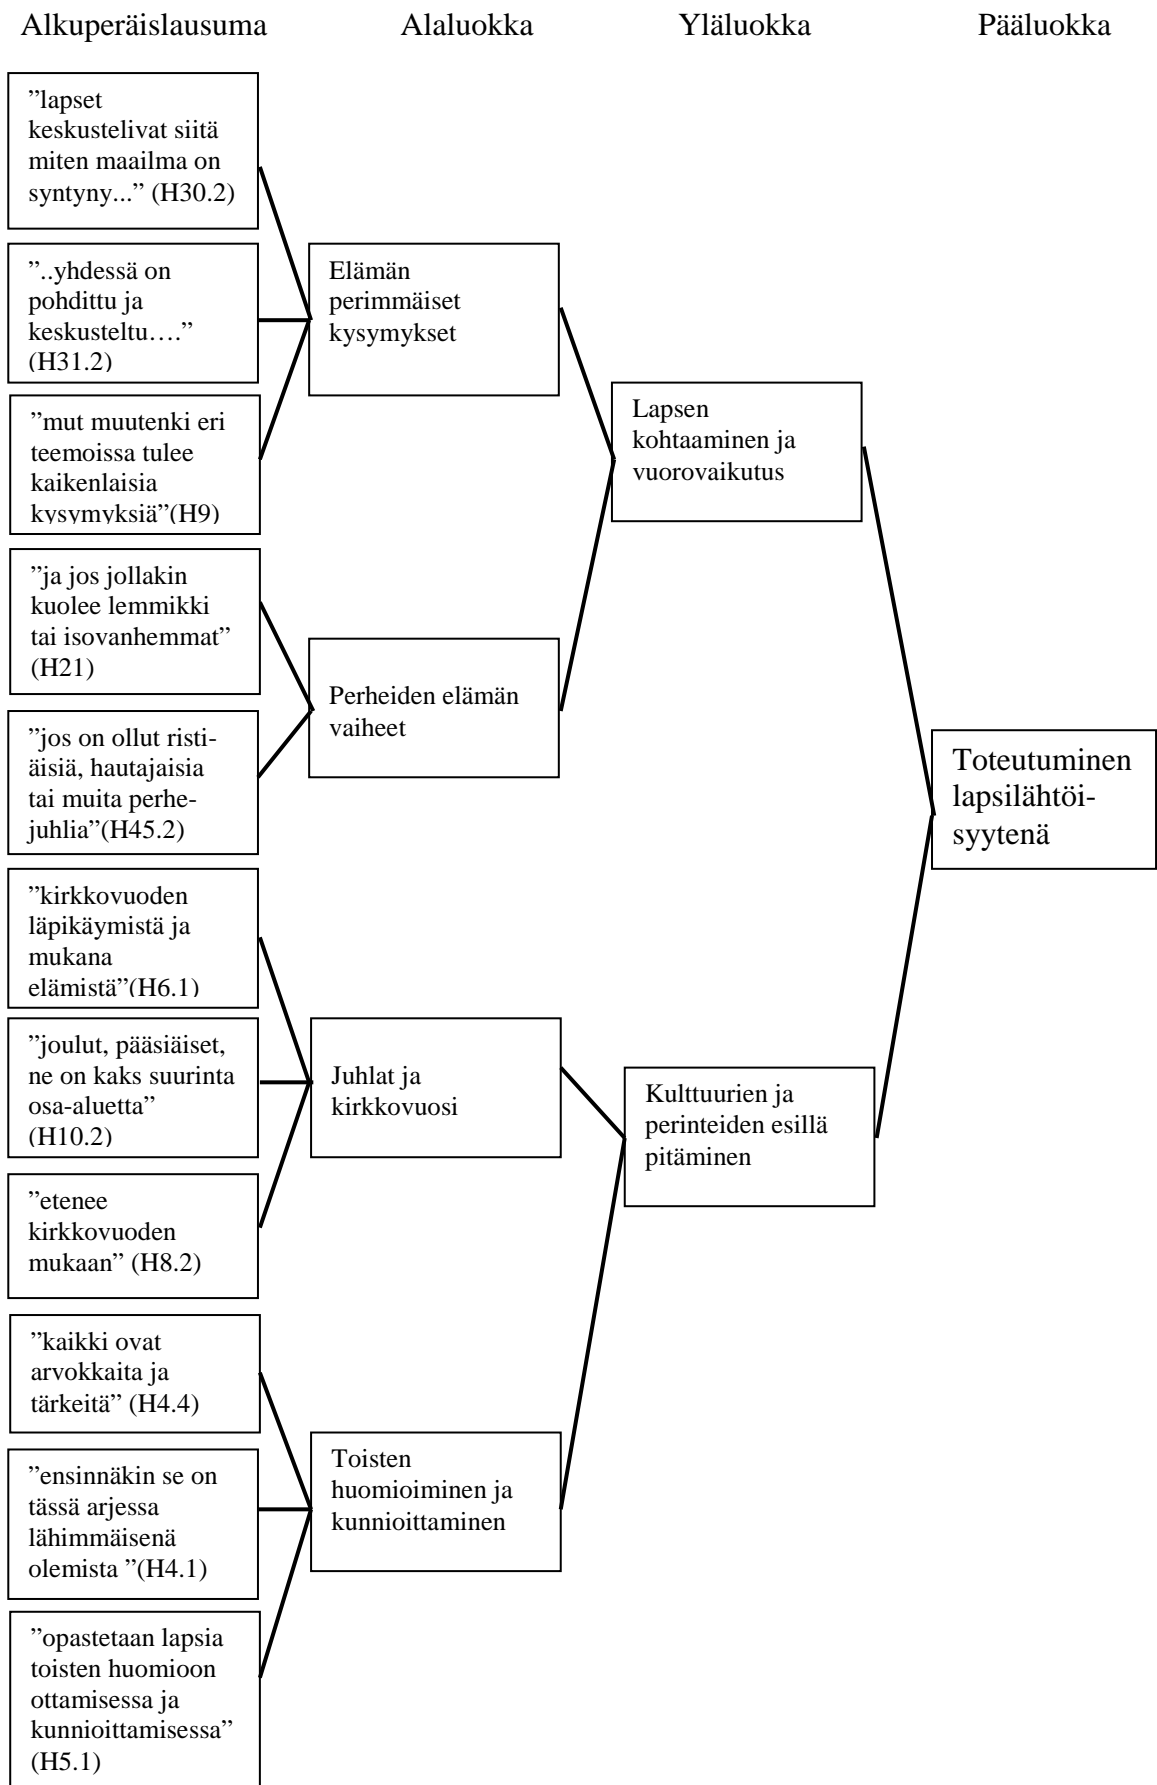 Alkuperäislausuma Alaluokka Yläluokka Pääluokka
”lapset
keskustelivat siitä
miten maailma on
syntyny...” (H30.2)
”..yhdessä on
pohdittu ja
keskusteltu….”
(H31.2)
”mut muutenki eri
teemoissa tulee
kaikenlaisia
kysymyksiä”(H9)
”ja jos jollakin
kuolee lemmikki
tai isovanhemmat”
(H21)
”jos on ollut risti-
äisiä, hautajaisia
tai muita perhe-
juhlia”(H45.2)
”kirkkovuoden
läpikäymistä ja
mukana
elämistä”(H6.1)
”joulut, pääsiäiset,
ne on kaks suurinta
osa-aluetta”
(H10.2)
”etenee
kirkkovuoden
mukaan” (H8.2)
”kaikki ovat
arvokkaita ja
tärkeitä” (H4.4)
”ensinnäkin se on
tässä arjessa
lähimmäisenä
olemista ”(H4.1)
”opastetaan lapsia
toisten huomioon
ottamisessa ja
kunnioittamisessa”
(H5.1)
Elämän
perimmäiset
kysymykset
Perheiden elämän
vaiheet
Juhlat ja
kirkkovuosi
Toisten
huomioiminen ja
kunnioittaminen
Lapsen
kohtaaminen ja
vuorovaikutus
Kulttuurien ja
perinteiden esillä
pitäminen
Toteutuminen
lapsilähtöi-
syytenä